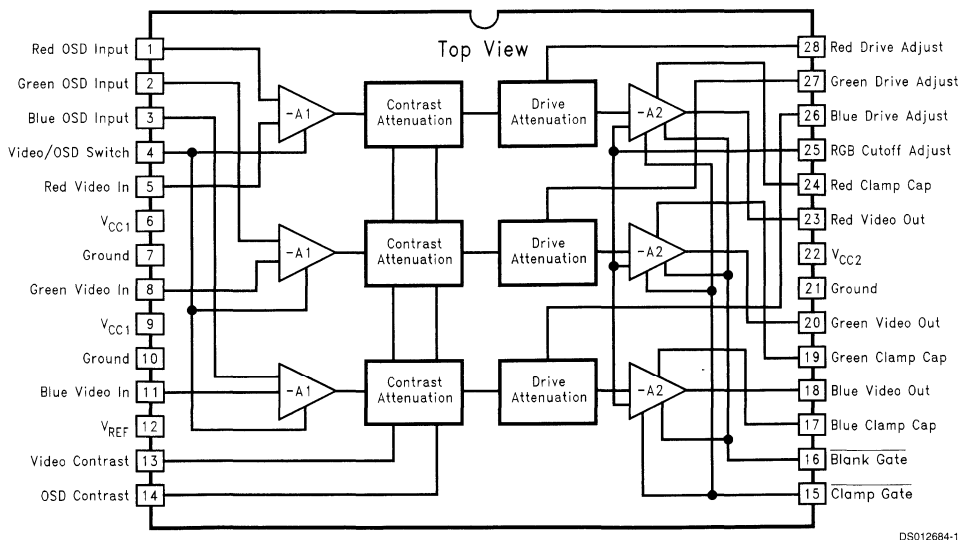 Top View
Red OSD Input 1
Green OSD Input 2
Blue OSD Input 3
Video/OSD Switch 4
Red Video In 5
VCC1 6
Ground 7
Green Video In 8
VCC1 9
Ground 10
Blue Video In 11
VREF 12
Video Contrast 13
OSD Contrast 14
-A1
Contrast
Attenuation
Drive
Attenuation
-A2
-A1
Contrast
Attenuation
Drive
Attenuation
-A2
-A1
Contrast
Attenuation
Drive
Attenuation
-A2
28 Red Drive Adjust
27 Green Drive Adjust
26 Blue Drive Adjust
25 RGB Cutoff Adjust
24 Red Clamp Cap
23 Red Video Out
22 VCC2
21 Ground
20 Green Video Out
19 Green Clamp Cap
18 Blue Video Out
17 Blue Clamp Cap
16 Blank Gate
15 Clamp Gate
DS012684-1